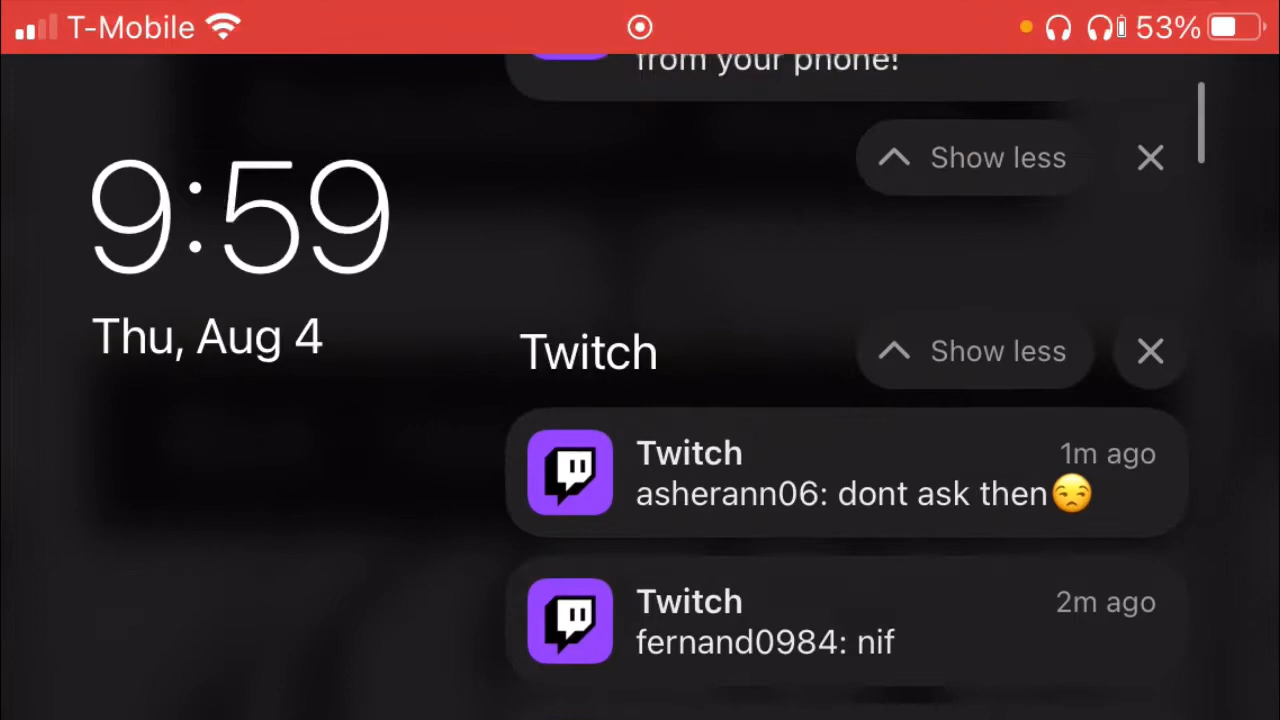 T-Mobile 53%
from your phone!
Show less
9:59
Thu, Aug 4
Twitch Show less
Twitch 1m ago
asherann06: dont ask then😒
Twitch 2m ago
fernand0984: nif